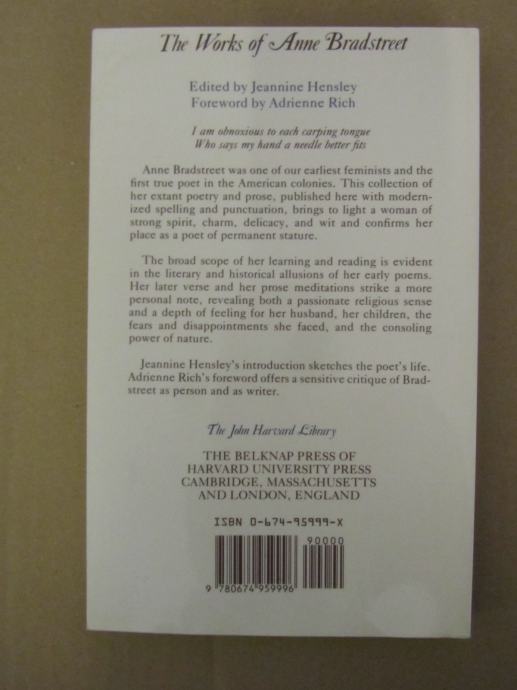 The Works of Anne Bradstreet
Edited by Jeannine Hensley
Foreword by Adrienne Rich
I am obnoxious to each carping tongue
Who says my hand a needle better fits
Anne Bradstreet was one of our earliest feminists and the
first true poet in the American colonies. This collection of
her extant poetry and prose, published here with modern-
ized spelling and punctuation, brings to light a woman of
strong spirit, charm, delicacy, and wit and confirms her
place as a poet of permanent stature.
The broad scope of her learning and reading is evident
in the literary and historical allusions of her early poems.
Her later verse and her prose meditations strike a more
personal note, revealing both a passionate religious sense
and a depth of feeling for her husband, her children, the
fears and disappointments she faced, and the consoling
power of nature.
Jeannine Hensley's introduction sketches the poet's life.
Adrienne Rich's foreword offers a sensitive critique of Brad-
street as person and as writer.
The John Harvard Library
THE BELKNAP PRESS OF
HARVARD UNIVERSITY PRESS
CAMBRIDGE, MASSACHUSETTS
AND LONDON, ENGLAND
ISBN 0-674-95999-X
90000
9 780674 959996